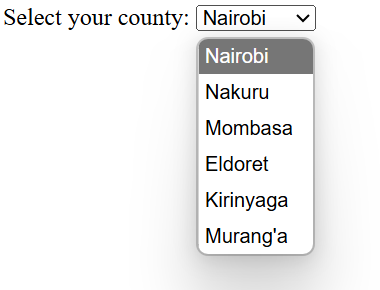 Select your county: Nairobi
Nairobi
Nakuru
Mombasa
Eldoret
Kirinyaga
Murang'a